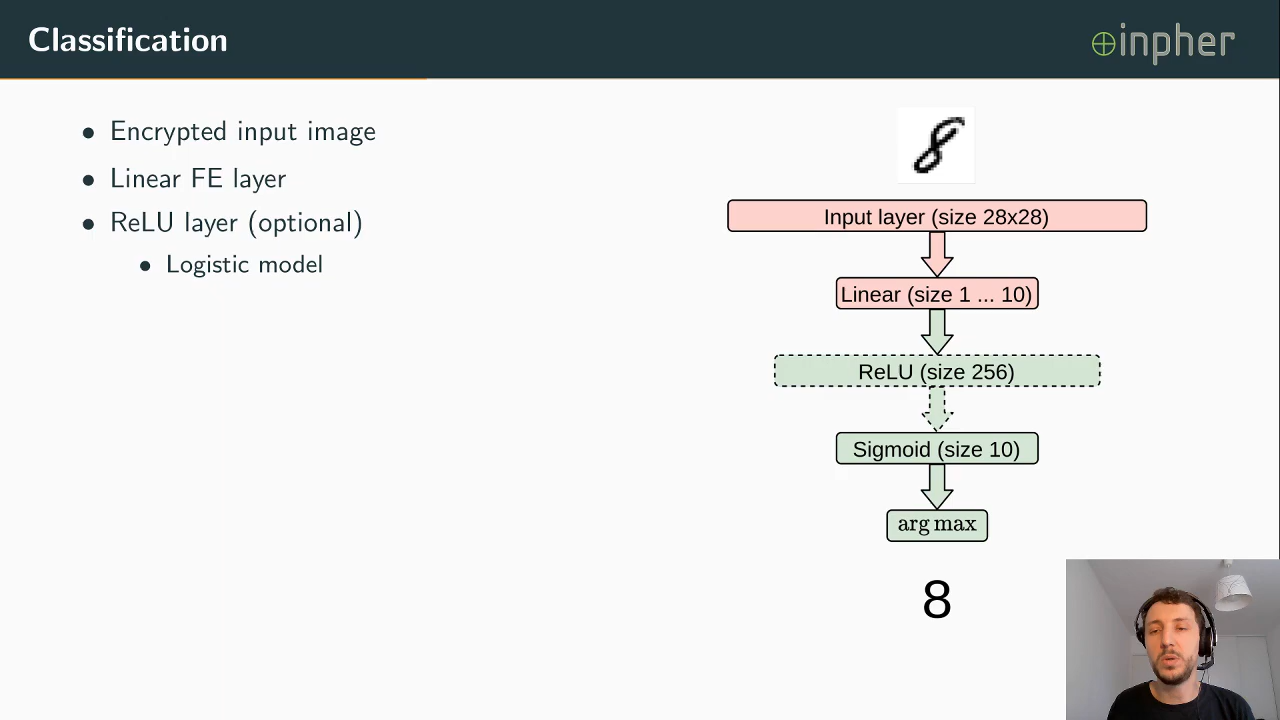 Classification
inpher
• Encrypted input image
• Linear FE layer
• ReLU layer (optional)
• Logistic model
Input layer (size 28x28)
Linear (size 1 ... 10)
ReLU (size 256)
Sigmoid (size 10)
arg max
8